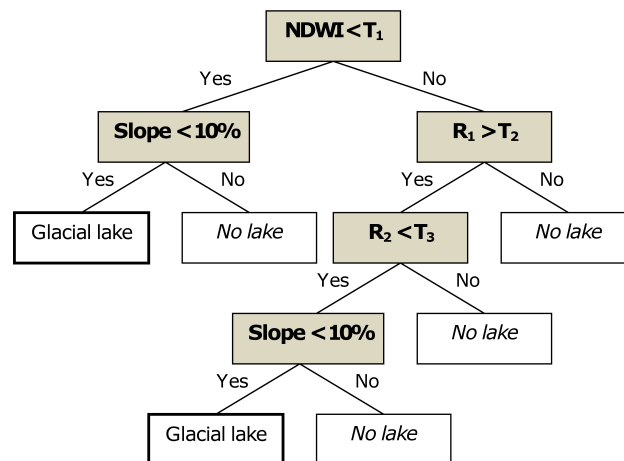 NDWI<T₁
Yes
No
Slope <10%
R₁ >T₂
Yes
No
Yes
No
Glacial lake
No lake
R₂ <T₃
No lake
Yes
No
Slope <10%
No lake
Yes
No
Glacial lake
No lake